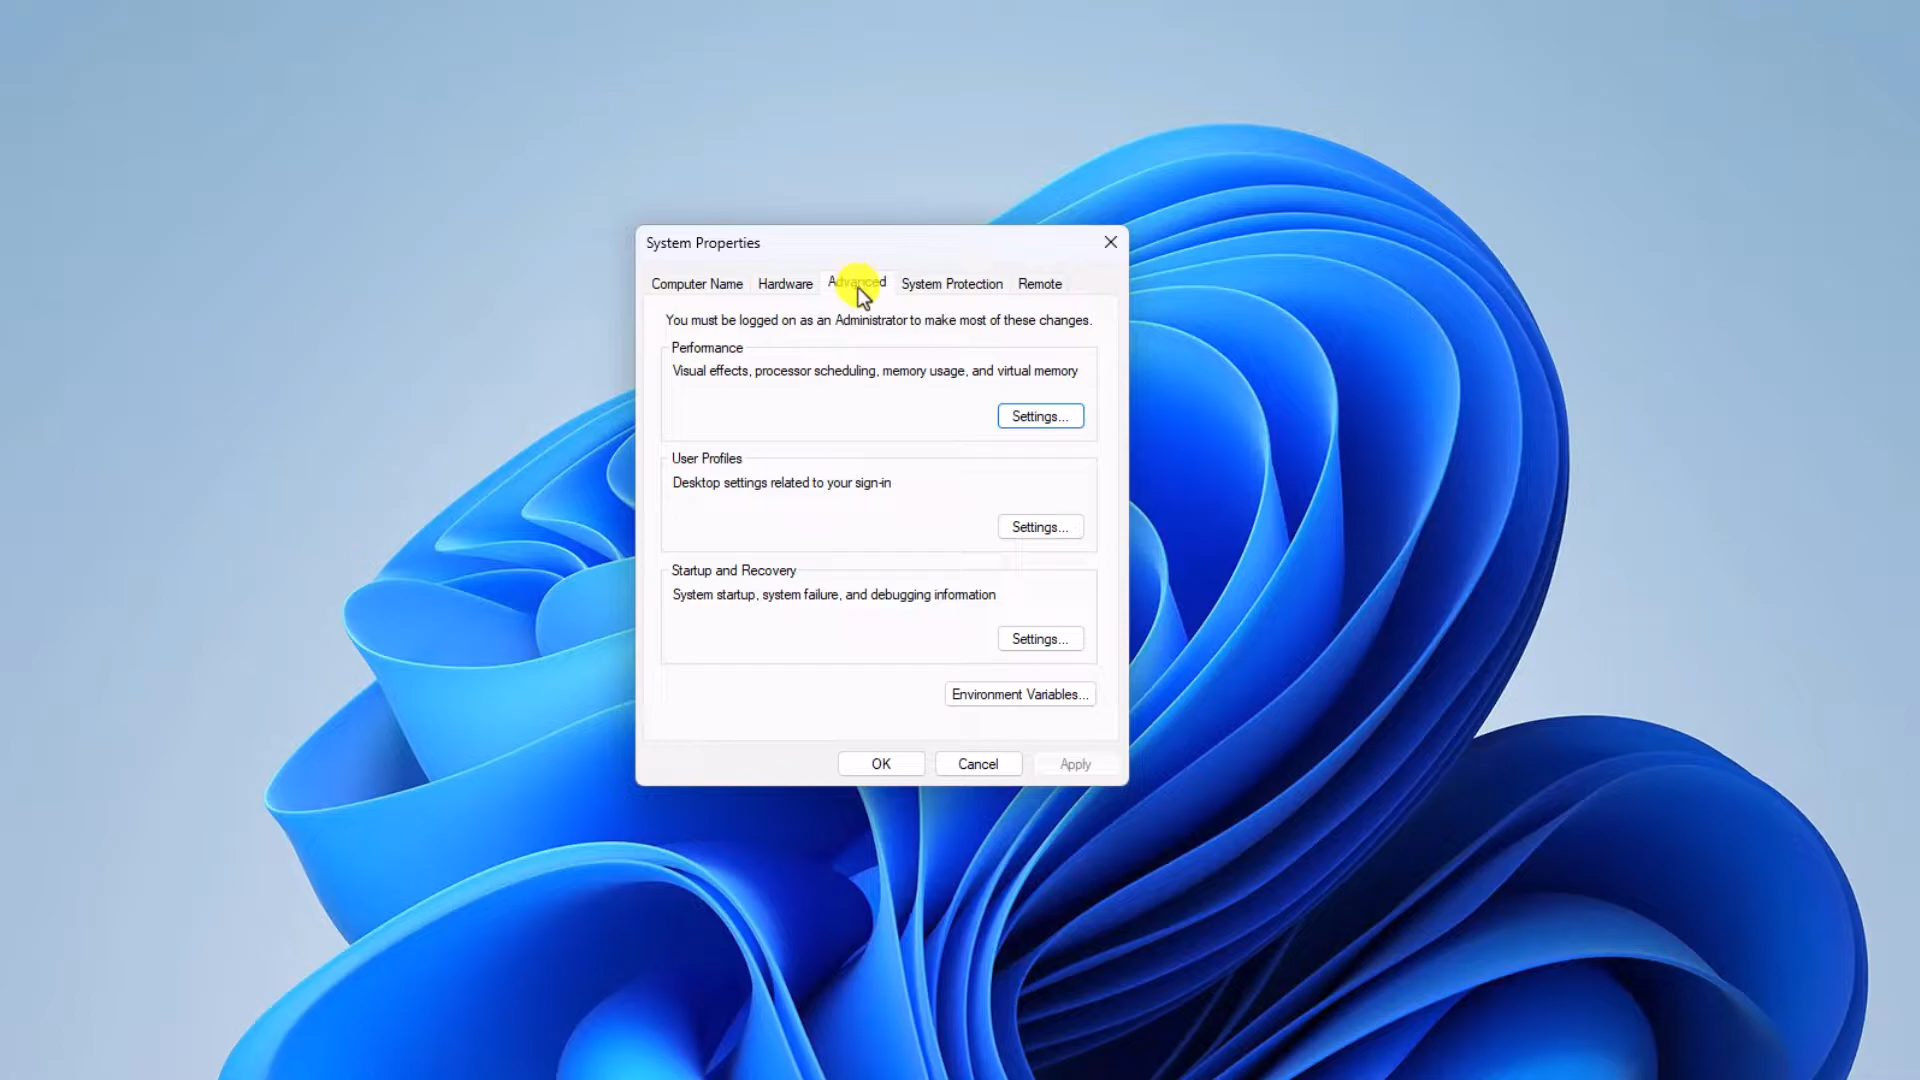 System Properties
Computer Name Hardware Advanced System Protection Remote
You must be logged on as an Administrator to make most of these changes.
Performance
Visual effects, processor scheduling, memory usage, and virtual memory
Settings...
User Profiles
Desktop settings related to your sign-in
Settings...
Startup and Recovery
System startup, system failure, and debugging information
Settings...
Environment Variables...
OK Cancel Apply